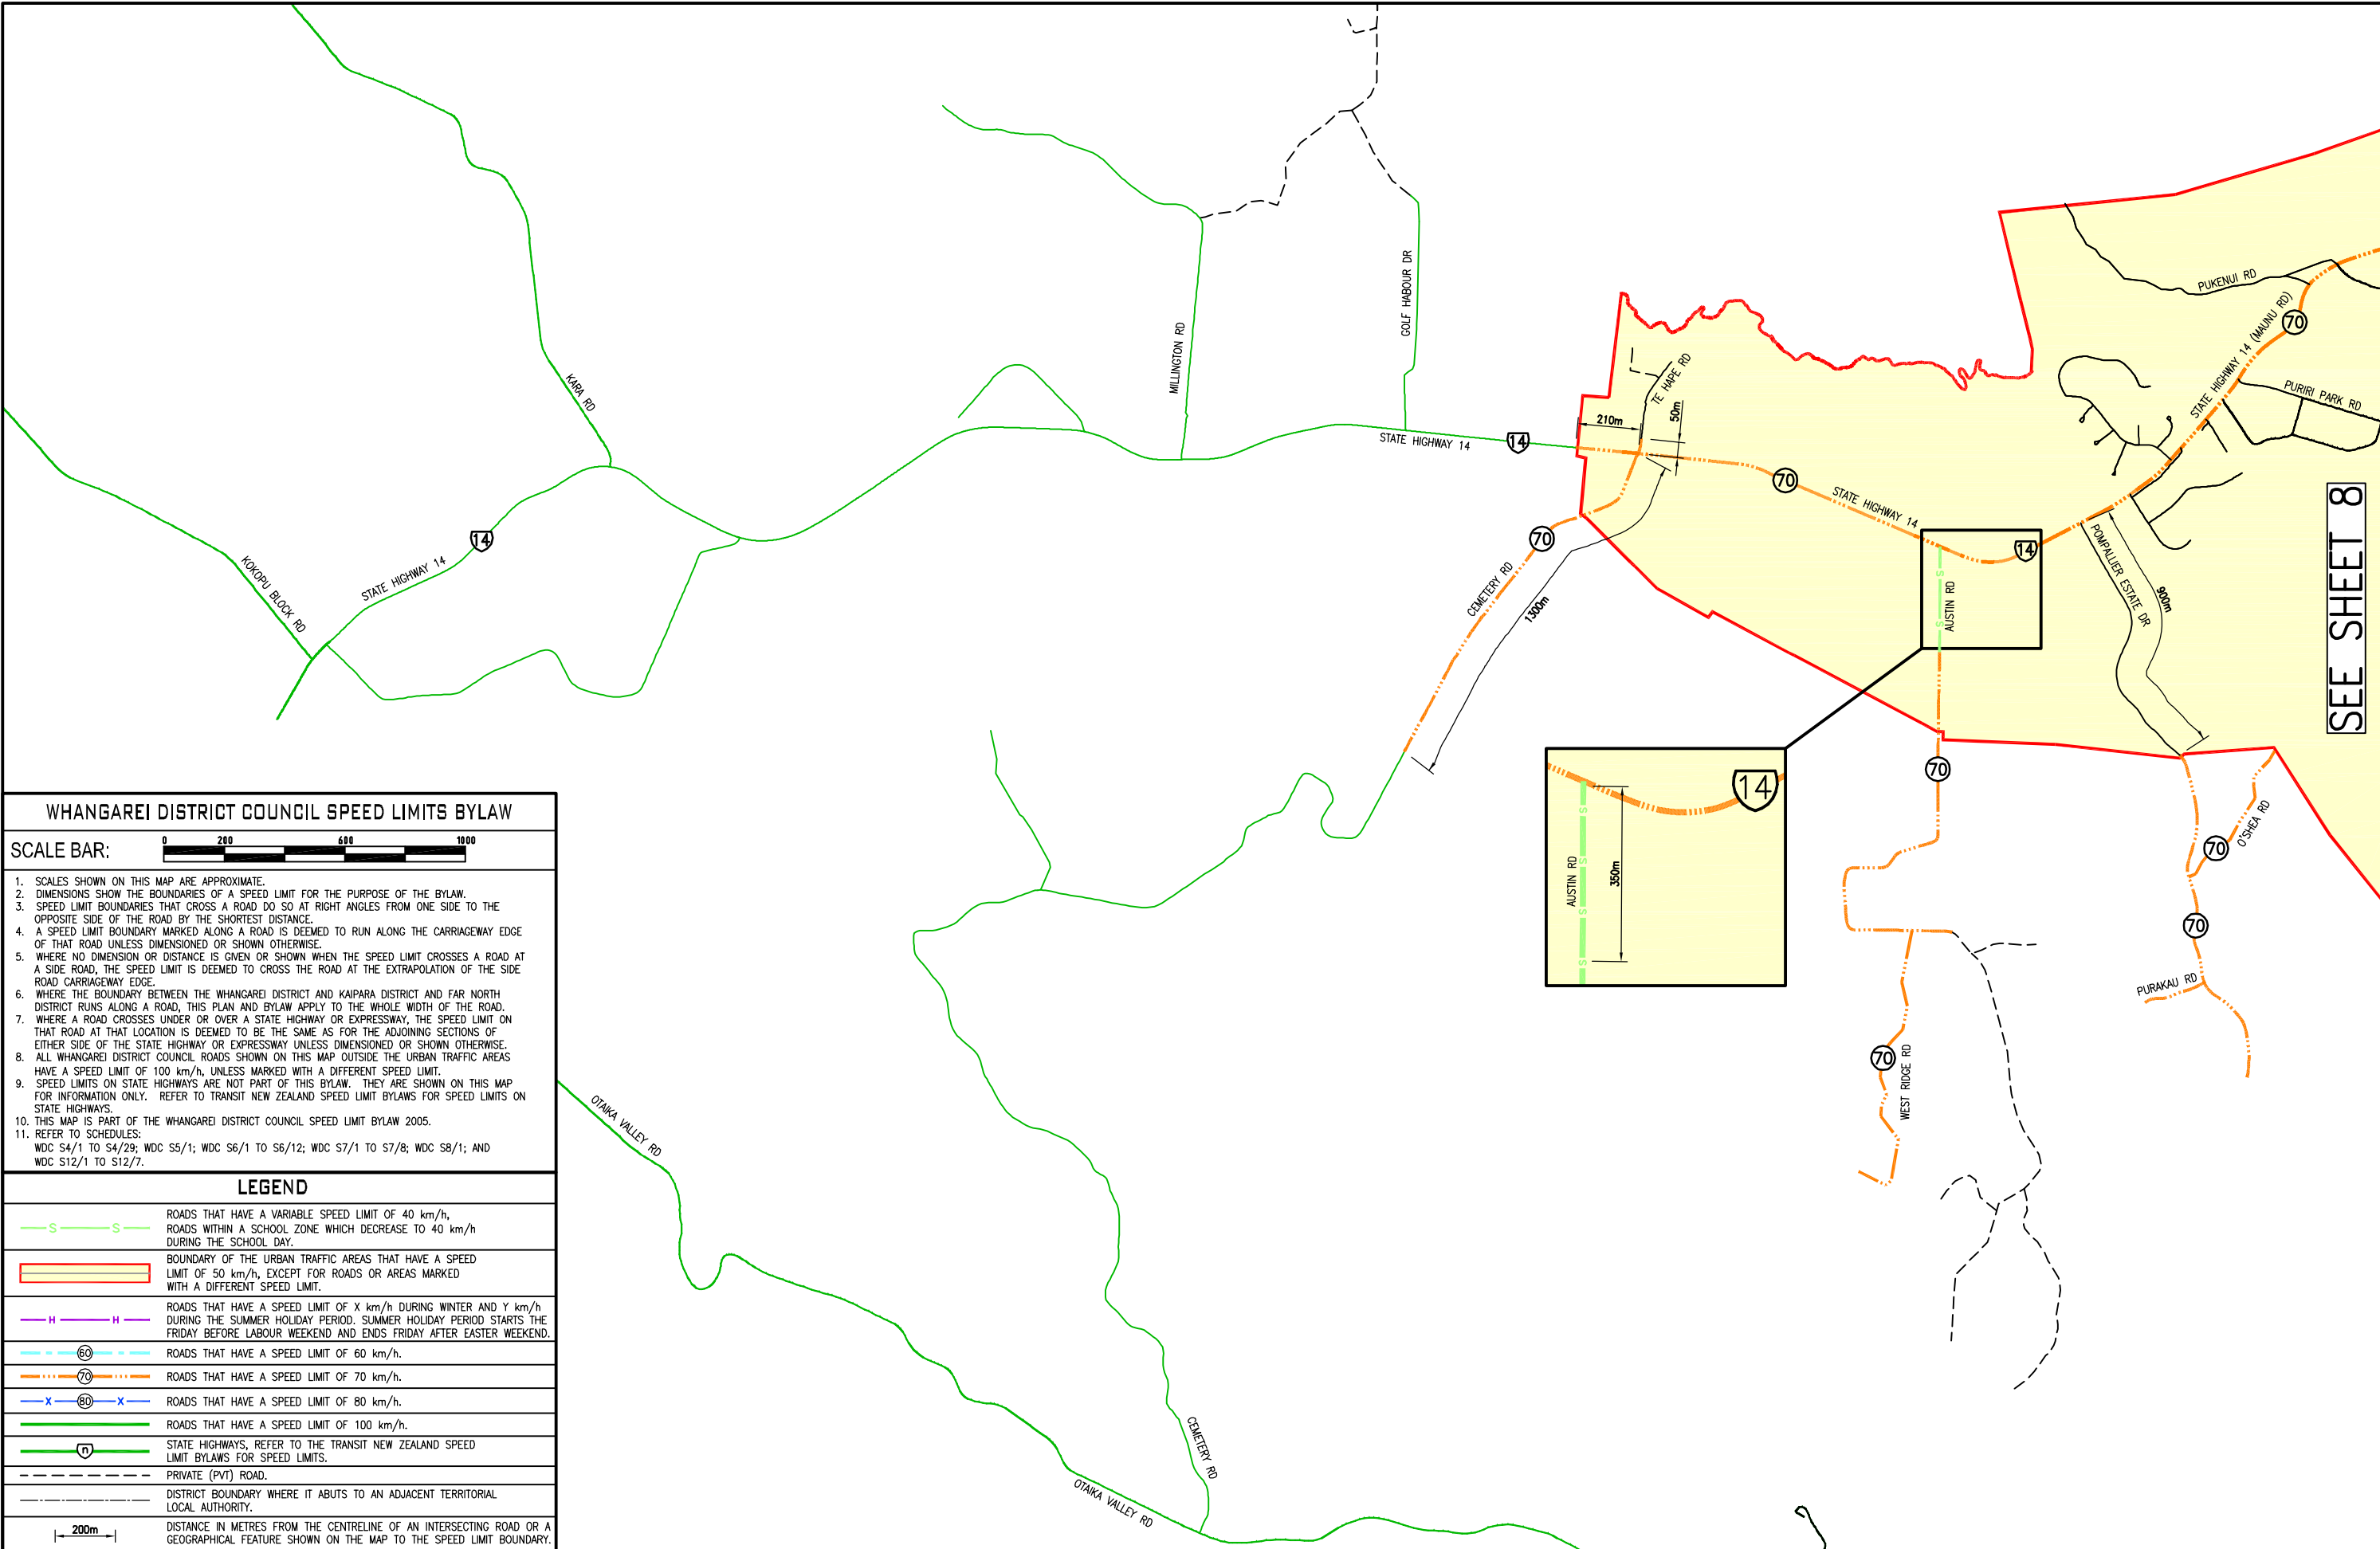 KARA RD
MILLINGTON RD
GOLF HABOUR DR
STATE HIGHWAY 14
14
210m
TE HAPE RD
50m
PUKENUI RD
STATE HIGHWAY 14 (MAUNU RD)
70
PURIRI PARK RD
70
STATE HIGHWAY 14
14
14
STATE HIGHWAY 14
KOKOPU BLOCK RD
70
CEMETERY RD
1300m
S
S
AUSTIN RD
POMPALLIER ESTATE DR
900m
SEE SHEET 8
70
14
S
S
S
S
AUSTIN RD
350m
70
O'SHEA RD
70
PURAKAU RD
70
WEST RIDGE RD
OTAIKA VALLEY RD
CEMETERY RD
OTAIKA VALLEY RD
WHANGAREI DISTRICT COUNCIL SPEED LIMITS BYLAW
SCALE BAR:
0 200 600 1000
1. SCALES SHOWN ON THIS MAP ARE APPROXIMATE.
2. DIMENSIONS SHOW THE BOUNDARIES OF A SPEED LIMIT FOR THE PURPOSE OF THE BYLAW.
3. SPEED LIMIT BOUNDARIES THAT CROSS A ROAD DO SO AT RIGHT ANGLES FROM ONE SIDE TO THE
OPPOSITE SIDE OF THE ROAD BY THE SHORTEST DISTANCE.
4. A SPEED LIMIT BOUNDARY MARKED ALONG A ROAD IS DEEMED TO RUN ALONG THE CARRIAGEWAY EDGE
OF THAT ROAD UNLESS DIMENSIONED OR SHOWN OTHERWISE.
5. WHERE NO DIMENSION OR DISTANCE IS GIVEN OR SHOWN WHEN THE SPEED LIMIT CROSSES A ROAD AT
A SIDE ROAD, THE SPEED LIMIT IS DEEMED TO CROSS THE ROAD AT THE EXTRAPOLATION OF THE SIDE
ROAD CARRIAGEWAY EDGE.
6. WHERE THE BOUNDARY BETWEEN THE WHANGAREI DISTRICT AND KAIPARA DISTRICT AND FAR NORTH
DISTRICT RUNS ALONG A ROAD, THIS PLAN AND BYLAW APPLY TO THE WHOLE WIDTH OF THE ROAD.
7. WHERE A ROAD CROSSES UNDER OR OVER A STATE HIGHWAY OR EXPRESSWAY, THE SPEED LIMIT ON
THAT ROAD AT THAT LOCATION IS DEEMED TO BE THE SAME AS FOR THE ADJOINING SECTIONS OF
EITHER SIDE OF THE STATE HIGHWAY OR EXPRESSWAY UNLESS DIMENSIONED OR SHOWN OTHERWISE.
8. ALL WHANGAREI DISTRICT COUNCIL ROADS SHOWN ON THIS MAP OUTSIDE THE URBAN TRAFFIC AREAS
HAVE A SPEED LIMIT OF 100 km/h, UNLESS MARKED WITH A DIFFERENT SPEED LIMIT.
9. SPEED LIMITS ON STATE HIGHWAYS ARE NOT PART OF THIS BYLAW. THEY ARE SHOWN ON THIS MAP
FOR INFORMATION ONLY. REFER TO TRANSIT NEW ZEALAND SPEED LIMIT BYLAWS FOR SPEED LIMITS ON
STATE HIGHWAYS.
10. THIS MAP IS PART OF THE WHANGAREI DISTRICT COUNCIL SPEED LIMIT BYLAW 2005.
11. REFER TO SCHEDULES:
WDC S4/1 TO S4/29; WDC S5/1; WDC S6/1 TO S6/12; WDC S7/1 TO S7/8; WDC S8/1; AND
WDC S12/1 TO S12/7.
LEGEND
S S
ROADS THAT HAVE A VARIABLE SPEED LIMIT OF 40 km/h,
ROADS WITHIN A SCHOOL ZONE WHICH DECREASE TO 40 km/h
DURING THE SCHOOL DAY.
BOUNDARY OF THE URBAN TRAFFIC AREAS THAT HAVE A SPEED
LIMIT OF 50 km/h, EXCEPT FOR ROADS OR AREAS MARKED
WITH A DIFFERENT SPEED LIMIT.
H H
ROADS THAT HAVE A SPEED LIMIT OF X km/h DURING WINTER AND Y km/h
DURING THE SUMMER HOLIDAY PERIOD. SUMMER HOLIDAY PERIOD STARTS THE
FRIDAY BEFORE LABOUR WEEKEND AND ENDS FRIDAY AFTER EASTER WEEKEND.
60 ROADS THAT HAVE A SPEED LIMIT OF 60 km/h.
70 ROADS THAT HAVE A SPEED LIMIT OF 70 km/h.
X 80 X ROADS THAT HAVE A SPEED LIMIT OF 80 km/h.
ROADS THAT HAVE A SPEED LIMIT OF 100 km/h.
n STATE HIGHWAYS, REFER TO THE TRANSIT NEW ZEALAND SPEED
LIMIT BYLAWS FOR SPEED LIMITS.
PRIVATE (PVT) ROAD.
DISTRICT BOUNDARY WHERE IT ABUTS TO AN ADJACENT TERRITORIAL
LOCAL AUTHORITY.
200m DISTANCE IN METRES FROM THE CENTRELINE OF AN INTERSECTING ROAD OR A
GEOGRAPHICAL FEATURE SHOWN ON THE MAP TO THE SPEED LIMIT BOUNDARY.